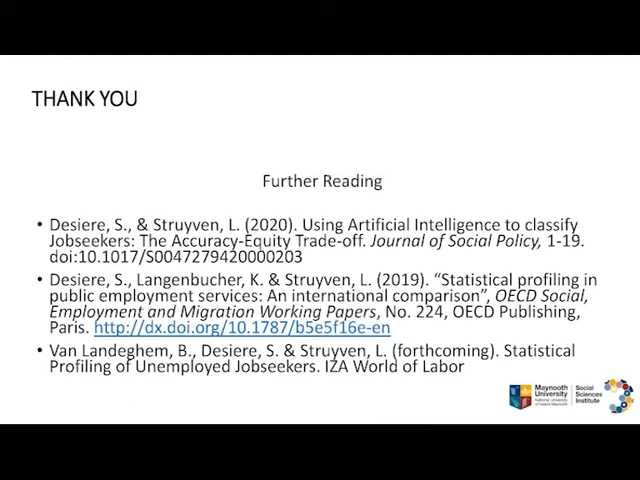 THANK YOU
Further Reading
• Desiere, S., & Struyven, L. (2020). Using Artificial Intelligence to classify
Jobseekers: The Accuracy-Equity Trade-off. Journal of Social Policy, 1-19.
doi:10.1017/S0047279420000203
• Desiere, S., Langenbucher, K. & Struyven, L. (2019). “Statistical profiling in
public employment services: An international comparison”, OECD Social,
Employment and Migration Working Papers, No. 224, OECD Publishing,
Paris. http://dx.doi.org/10.1787/b5e5f16e-en
• Van Landeghem, B., Desiere, S. & Struyven, L. (forthcoming). Statistical
Profiling of Unemployed Jobseekers. IZA World of Labor
Maynooth
University
National University
of Ireland Maynooth
Social
Sciences
Institute